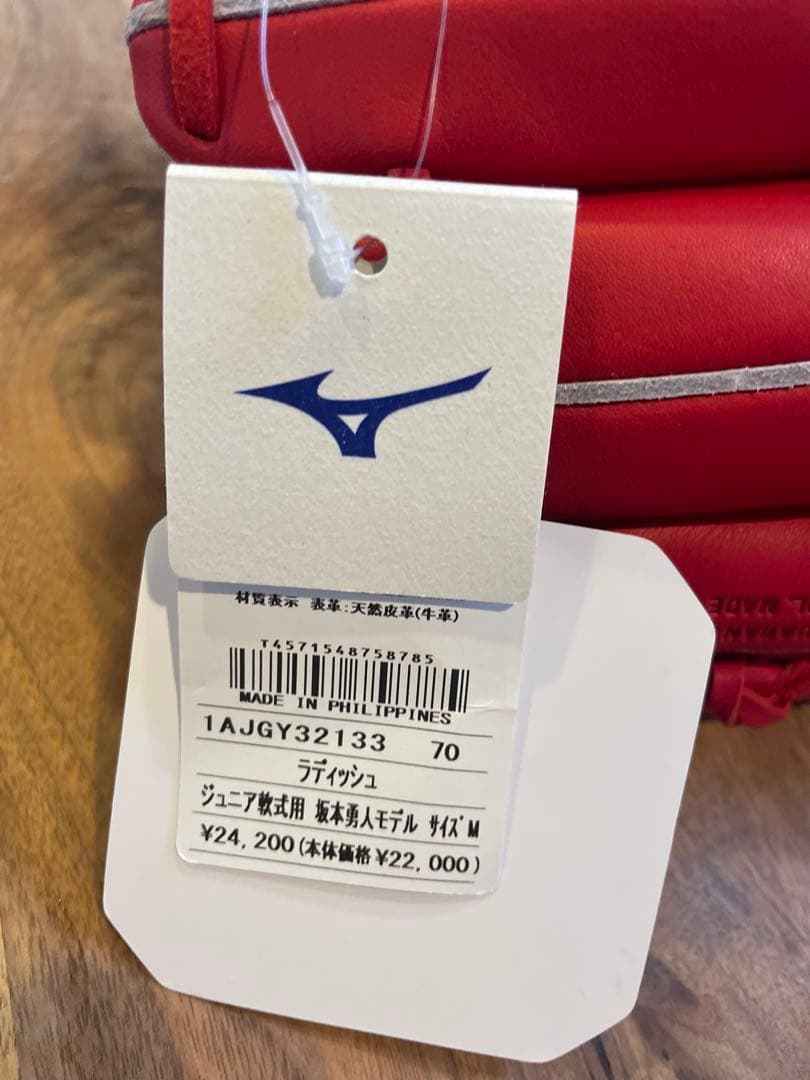 材質表示 表革:天然皮革(牛革)
T4571548758785
MADE IN PHILIPPINES
1AJGY32133 70
ラディッシュ
ジュニア軟式用 坂本勇人モデル サイズM
¥24,200(本体価格¥22,000)
MADE
JAPAN